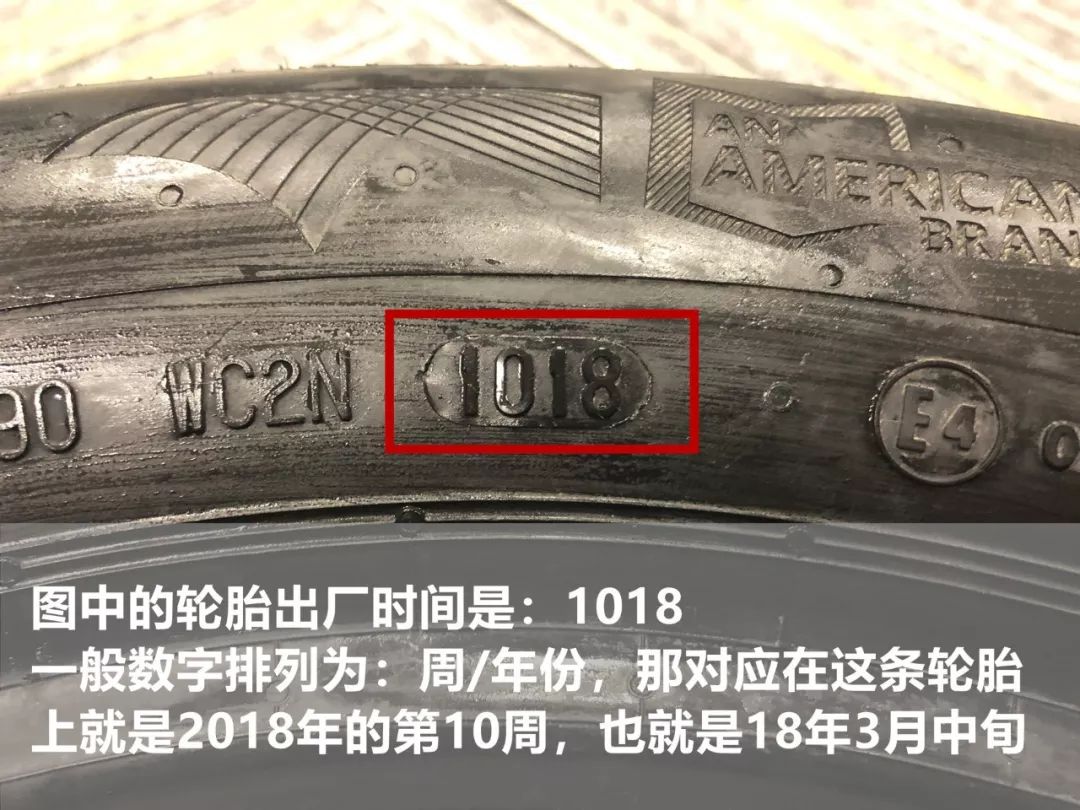 AN
AMERICAN
BRAN
90 WC2N 1018 E4
图中的轮胎出厂时间是：1018
一般数字排列为：周/年份，那对应在这条轮胎
上就是2018年的第10周，也就是18年3月中旬